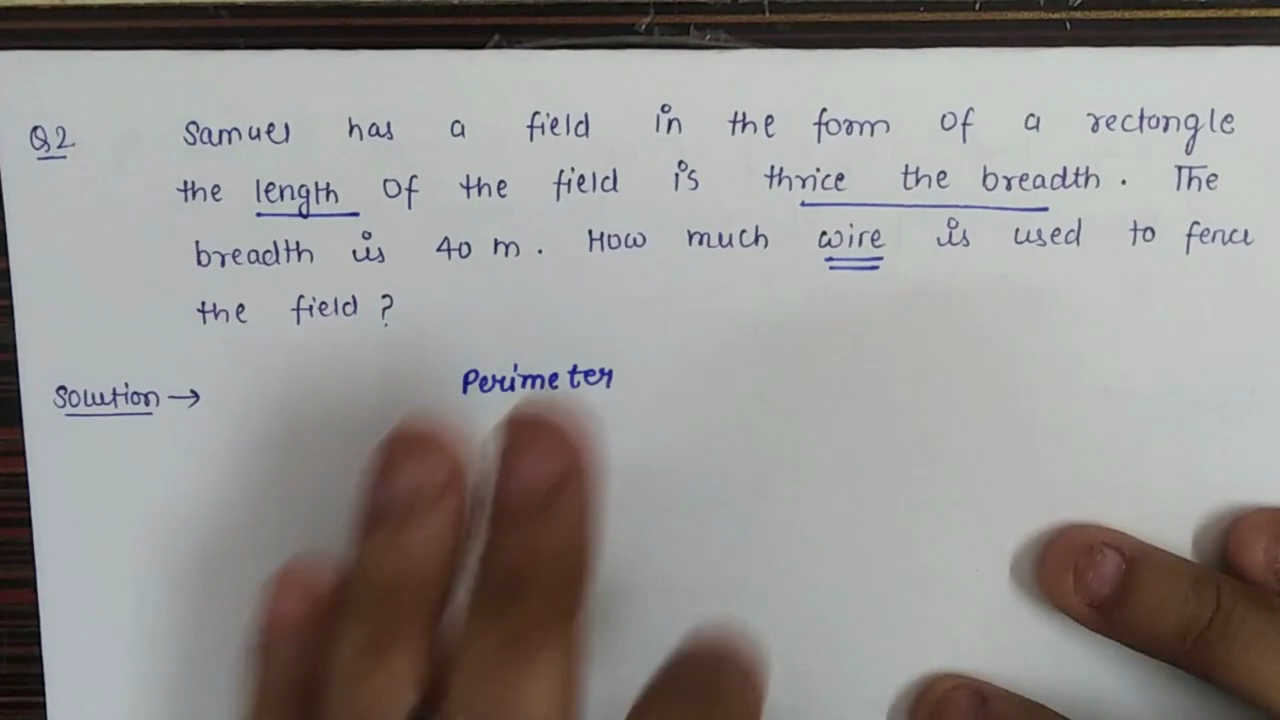 Q2 Samuel has a field in the form of a rectangle
the length of the field is thrice the breadth. The
breadth is 40 m. How much wire is used to fence
the field?
Perimeter
Solution →